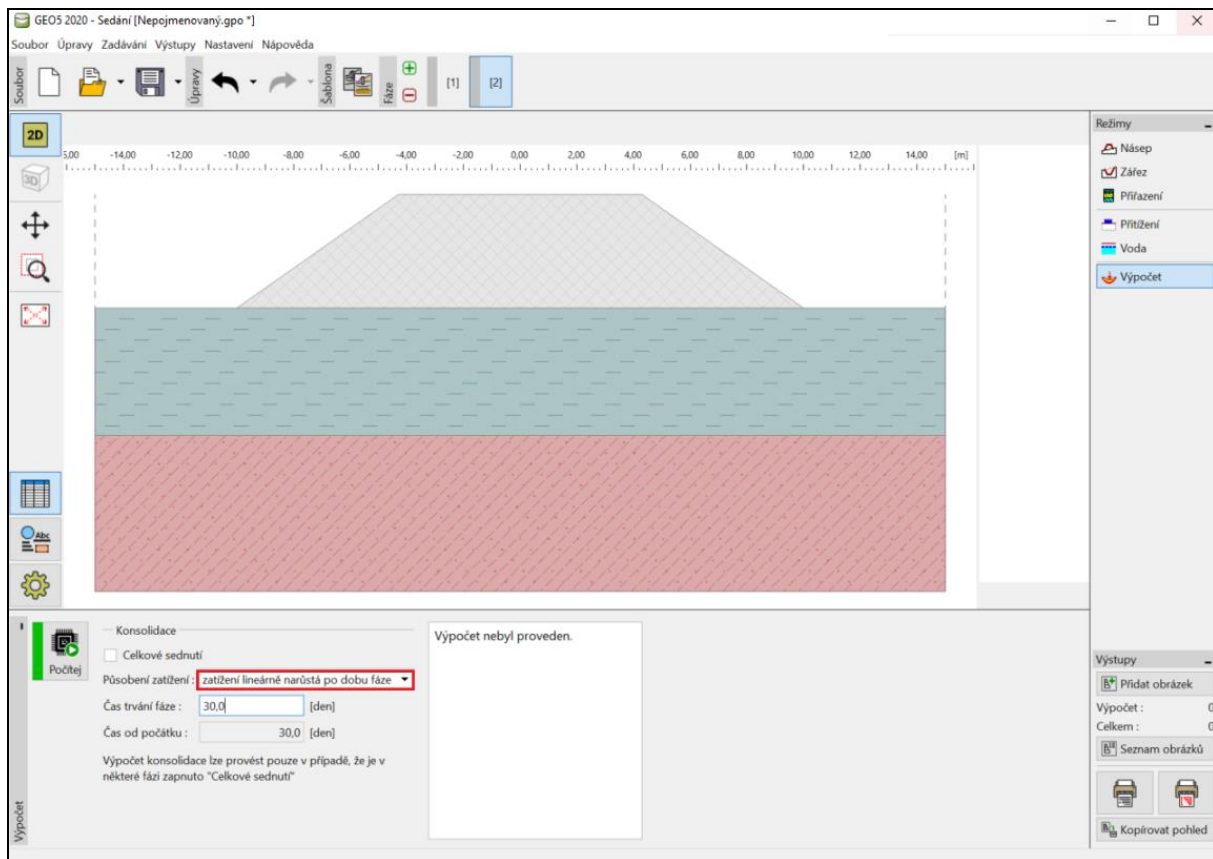 GEO5 2020 - Sedání [Nepojmenovaný.gpo *]
Soubor Úpravy Zadávání Výstupy Nastavení Nápověda
Soubor
Úpravy
Šablona
Fáze
[1]
[2]
2D
3D
5,00 -14,00 -12,00 -10,00 -8,00 -6,00 -4,00 -2,00 0,00 2,00 4,00 6,00 8,00 10,00 12,00 14,00 [m]
Abc
Režimy
Násep
Zářez
Přiřazení
Přitížení
Voda
Výpočet
Počítej
Konsolidace
Celkové sednutí
Působení zatížení : zatížení lineárně narůstá po dobu fáze
Čas trvání fáze : 30,0 [den]
Čas od počátku : 30,0 [den]
Výpočet konsolidace lze provést pouze v případě, že je v
některé fázi zapnuto "Celkové sednutí"
Výpočet nebyl proveden.
Výpočet
Výstupy
Přidat obrázek
Výpočet : 0
Celkem : 0
Seznam obrázků
Kopírovat pohled